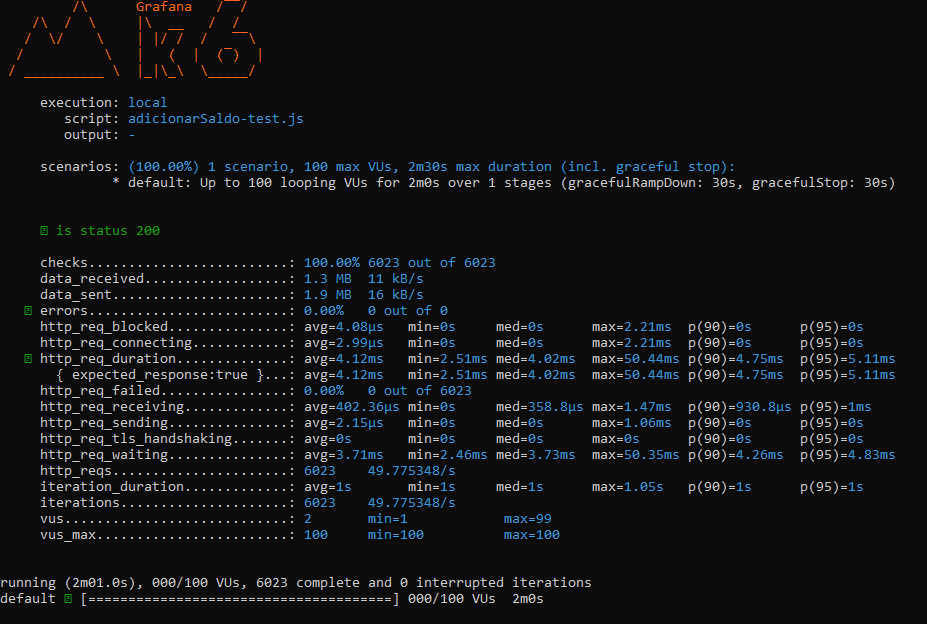 Grafana
execution: local
script: adicionarSaldo-test.js
output: -
scenarios: (100.00%) 1 scenario, 100 max VUs, 2m30s max duration (incl. graceful stop):
* default: Up to 100 looping VUs for 2m0s over 1 stages (gracefulRampDown: 30s, gracefulStop: 30s)
is status 200
checks.........................: 100.00% 6023 out of 6023
data_received..................: 1.3 MB 11 kB/s
data_sent......................: 1.9 MB 16 kB/s
errors.........................: 0.00% 0 out of 0
http_req_blocked...............: avg=4.08µs min=0s med=0s max=2.21ms p(90)=0s p(95)=0s
http_req_connecting............: avg=2.99µs min=0s med=0s max=2.21ms p(90)=0s p(95)=0s
http_req_duration..............: avg=4.12ms min=2.51ms med=4.02ms max=50.44ms p(90)=4.75ms p(95)=5.11ms
{ expected_response:true }...: avg=4.12ms min=2.51ms med=4.02ms max=50.44ms p(90)=4.75ms p(95)=5.11ms
http_req_failed................: 0.00% 0 out of 6023
http_req_receiving.............: avg=402.36µs min=0s med=358.8µs max=1.47ms p(90)=930.8µs p(95)=1ms
http_req_sending...............: avg=2.15µs min=0s med=0s max=1.06ms p(90)=0s p(95)=0s
http_req_tls_handshaking.......: avg=0s min=0s med=0s max=0s p(90)=0s p(95)=0s
http_req_waiting...............: avg=3.71ms min=2.46ms med=3.73ms max=50.35ms p(90)=4.26ms p(95)=4.83ms
http_reqs......................: 6023 49.775348/s
iteration_duration.............: avg=1s min=1s med=1s max=1.05s p(90)=1s p(95)=1s
iterations.....................: 6023 49.775348/s
vus............................: 2 min=1 max=99
vus_max........................: 100 min=100 max=100
running (2m01.0s), 000/100 VUs, 6023 complete and 0 interrupted iterations
default [======================================] 000/100 VUs 2m0s